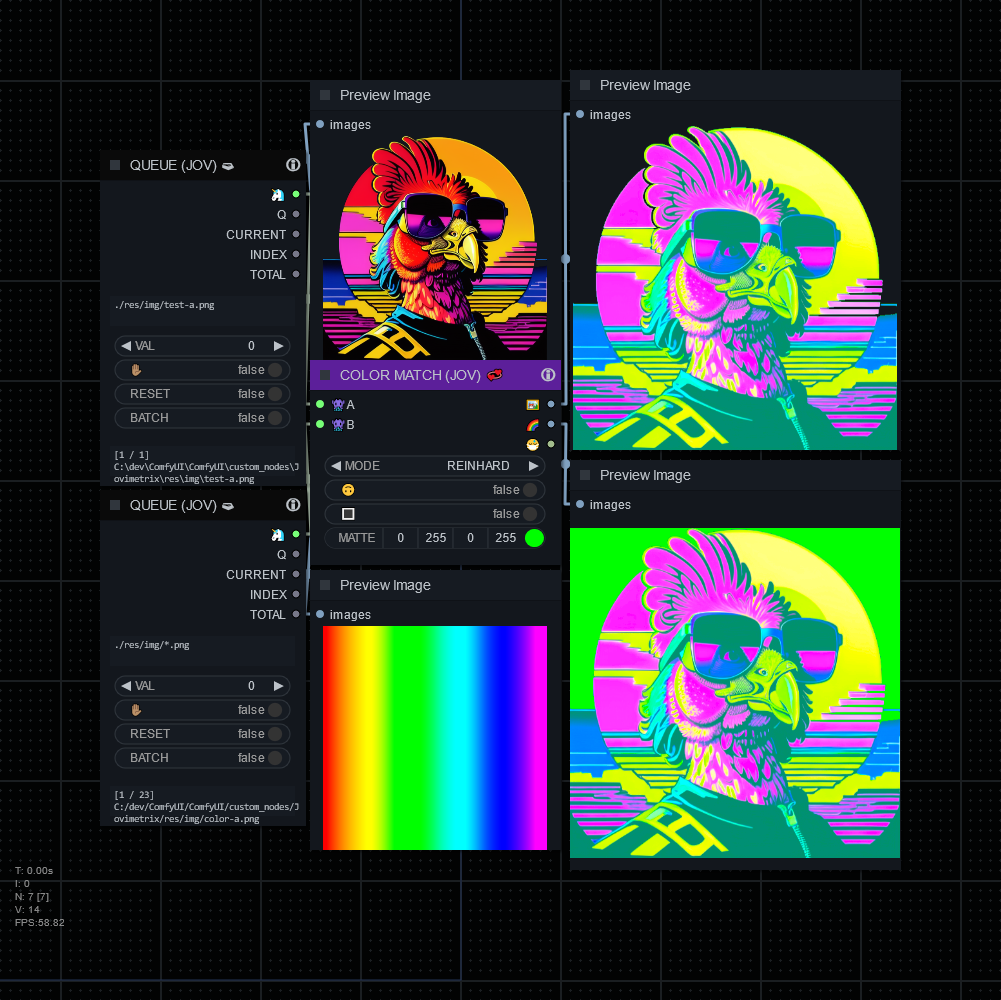 QUEUE (JOV)
Q
CURRENT
INDEX
TOTAL
./res/img/test-a.png
VAL 0
false
RESET false
BATCH false
[1 / 1]
C:\dev\ComfyUI\ComfyUI\custom_nodes\J
ovimetrix\res\img\test-a.png
QUEUE (JOV)
Q
CURRENT
INDEX
TOTAL
./res/img/*.png
VAL 0
false
RESET false
BATCH false
[1 / 23]
C:/dev/ComfyUI/ComfyUI/custom_nodes/J
ovimetrix/res/img/color-a.png
Preview Image
images
COLOR MATCH (JOV)
A
B
MODE REINHARD
false
false
MATTE 0 255 0 255
Preview Image
images
Preview Image
images
Preview Image
images
T: 0.00s
I: 0
N: 7 [7]
V: 14
FPS:58.82